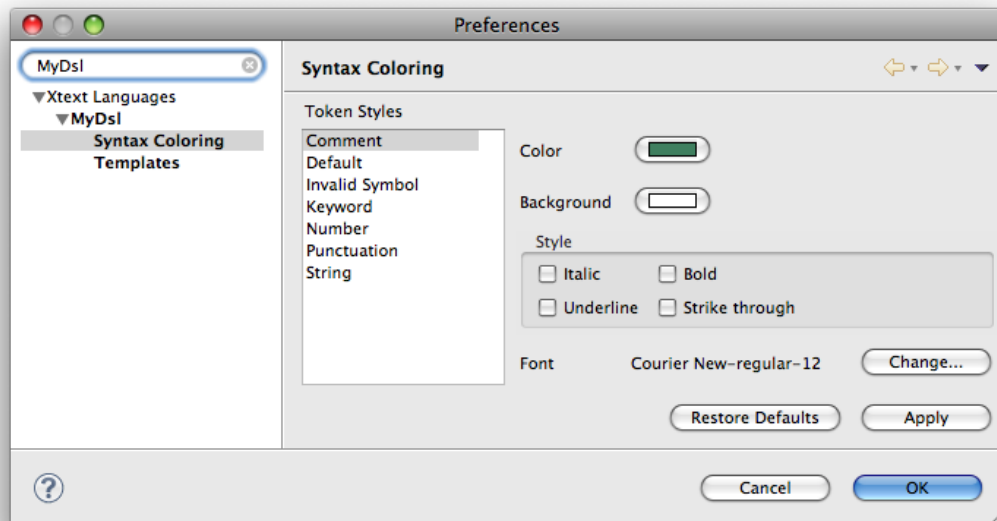 Preferences
MyDsl
Xtext Languages
MyDsl
Syntax Coloring
Templates
Syntax Coloring
Token Styles
Comment
Default
Invalid Symbol
Keyword
Number
Punctuation
String
Color
Background
Style
Italic Bold
Underline Strike through
Font Courier New-regular-12 Change...
Restore Defaults Apply
? Cancel OK